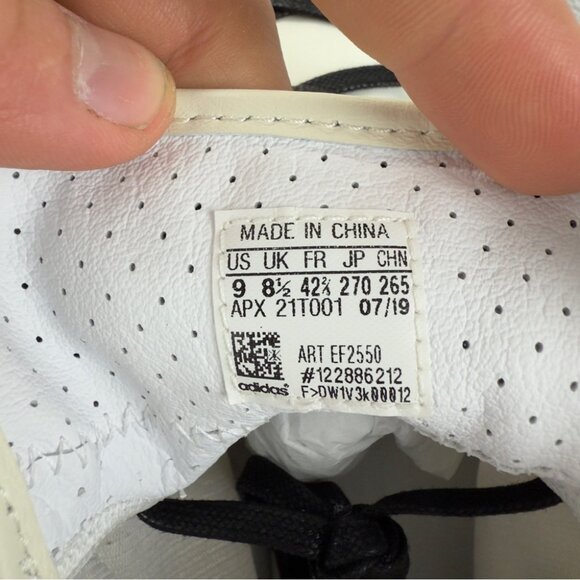 MADE IN CHINA
US UK FR JP CHN
9 8½ 42⅔ 270 265
APX 21T001 07/19
ART EF2550
#122886212
adidas® F>DW1V3k00012